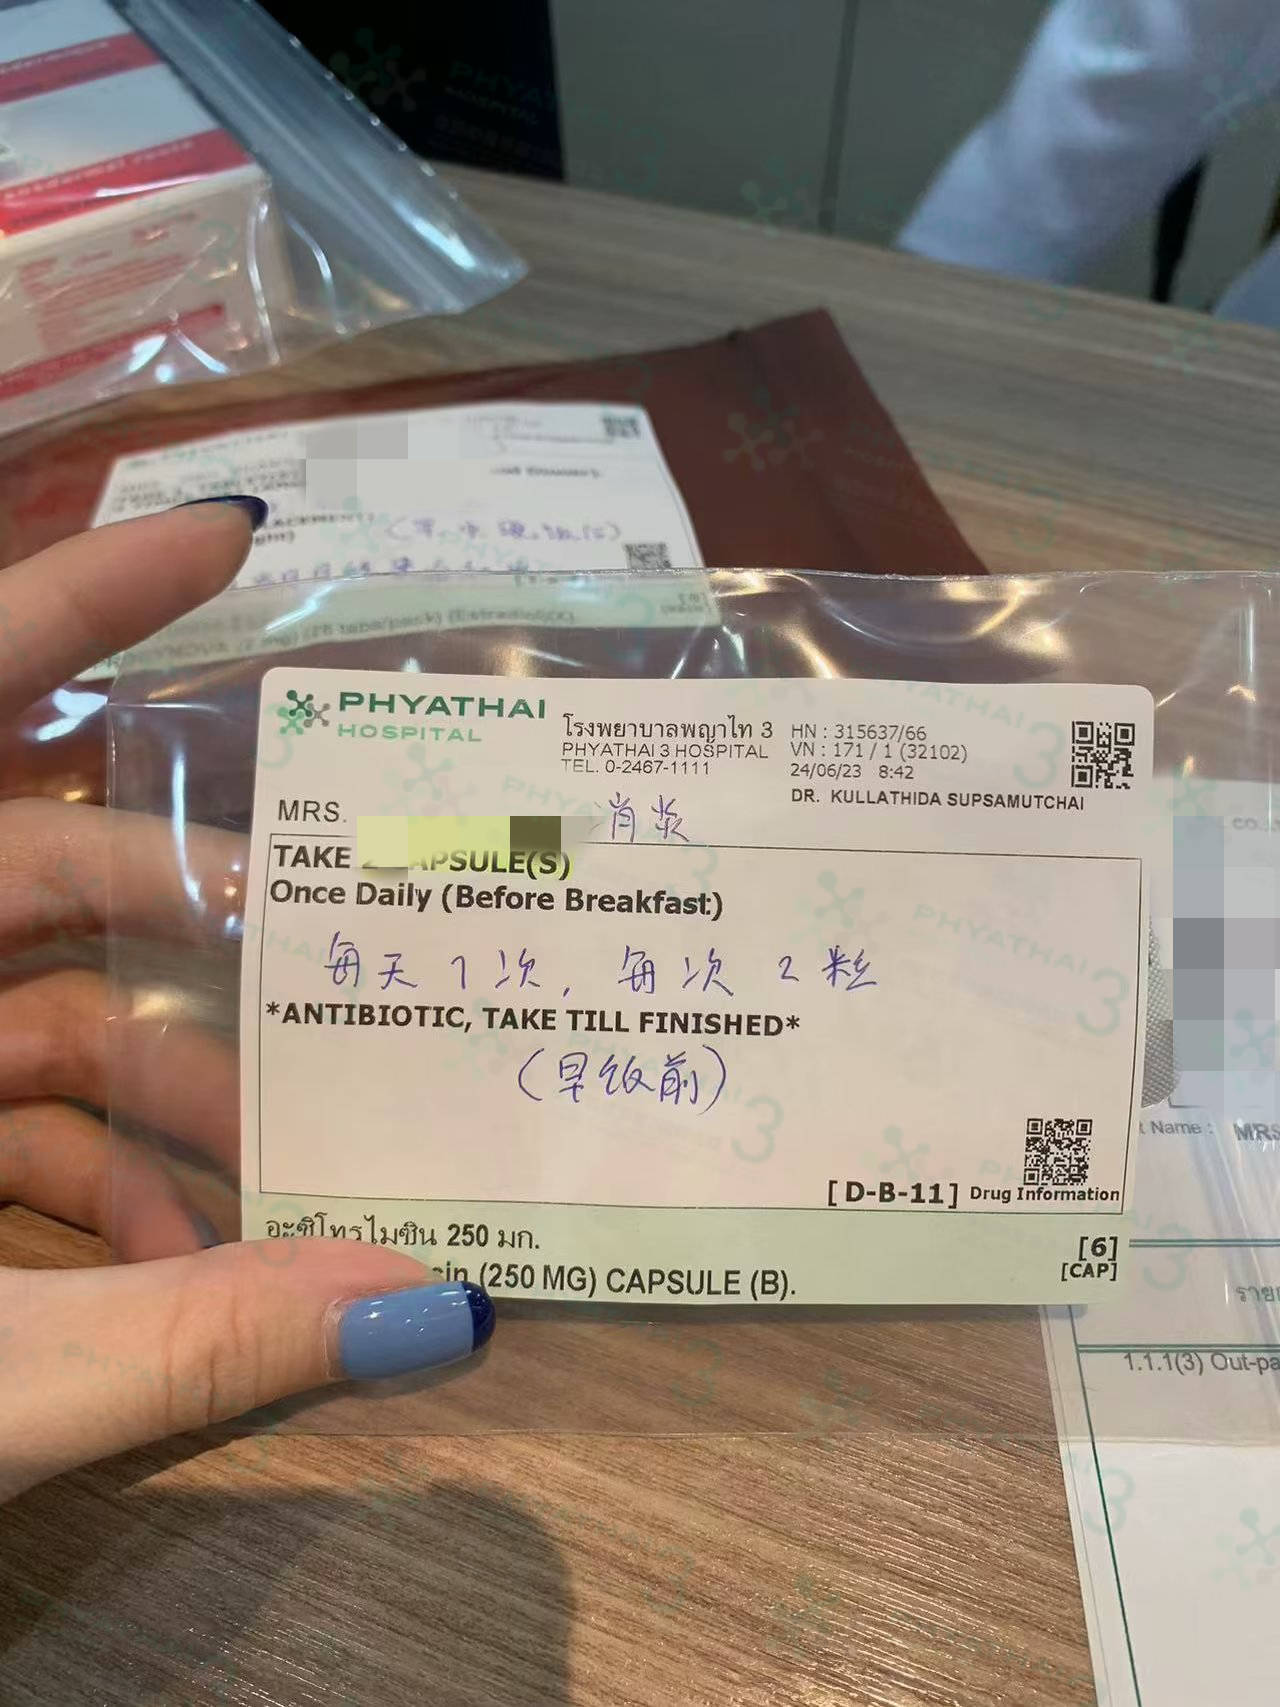 PHYATHAI
HOSPITAL
โรงพยาบาลพญาไท 3
PHYATHAI 3 HOSPITAL
TEL. 0-2467-1111
HN : 315637/66
VN : 171 / 1 (32102)
24/06/23 8:42
DR. KULLATHIDA SUPSAMUTCHAI
MRS.
消炎
TAKE CAPSULE(S)
Once Daily (Before Breakfast)
每天1次, 每次2粒
*ANTIBIOTIC, TAKE TILL FINISHED*
(早饭前)
[ D-B-11 ] Drug Information
อะซิโทรไมซิน 250 มก.
(250 MG) CAPSULE (B).
[6]
[CAP]
Name : MRS
1.1.1(3) Out-pa